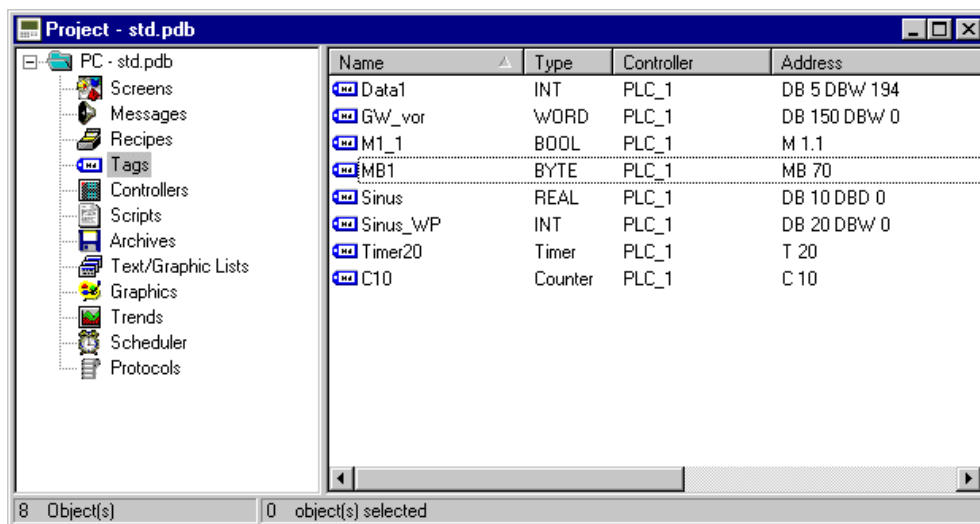 Project - std.pdb
PC - std.pdb
Screens
Messages
Recipes
Tags
Controllers
Scripts
Archives
Text/Graphic Lists
Graphics
Trends
Scheduler
Protocols
Name Type Controller Address
Data1 INT PLC_1 DB 5 DBW 194
GW_vor WORD PLC_1 DB 150 DBW 0
M1_1 BOOL PLC_1 M 1.1
MB1 BYTE PLC_1 MB 70
Sinus REAL PLC_1 DB 10 DBD 0
Sinus_WP INT PLC_1 DB 20 DBW 0
Timer20 Timer PLC_1 T 20
C10 Counter PLC_1 C 10
8 Object(s) 0 object(s) selected